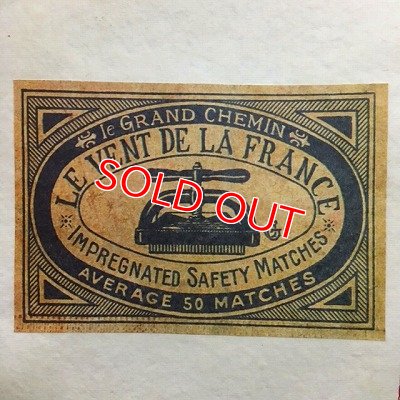 le GRAND CHEMIN
LE VENT DE LA FRANCE
SOLD OUT
IMPREGNATED SAFETY MATCHES
AVERAGE 50 MATCHES